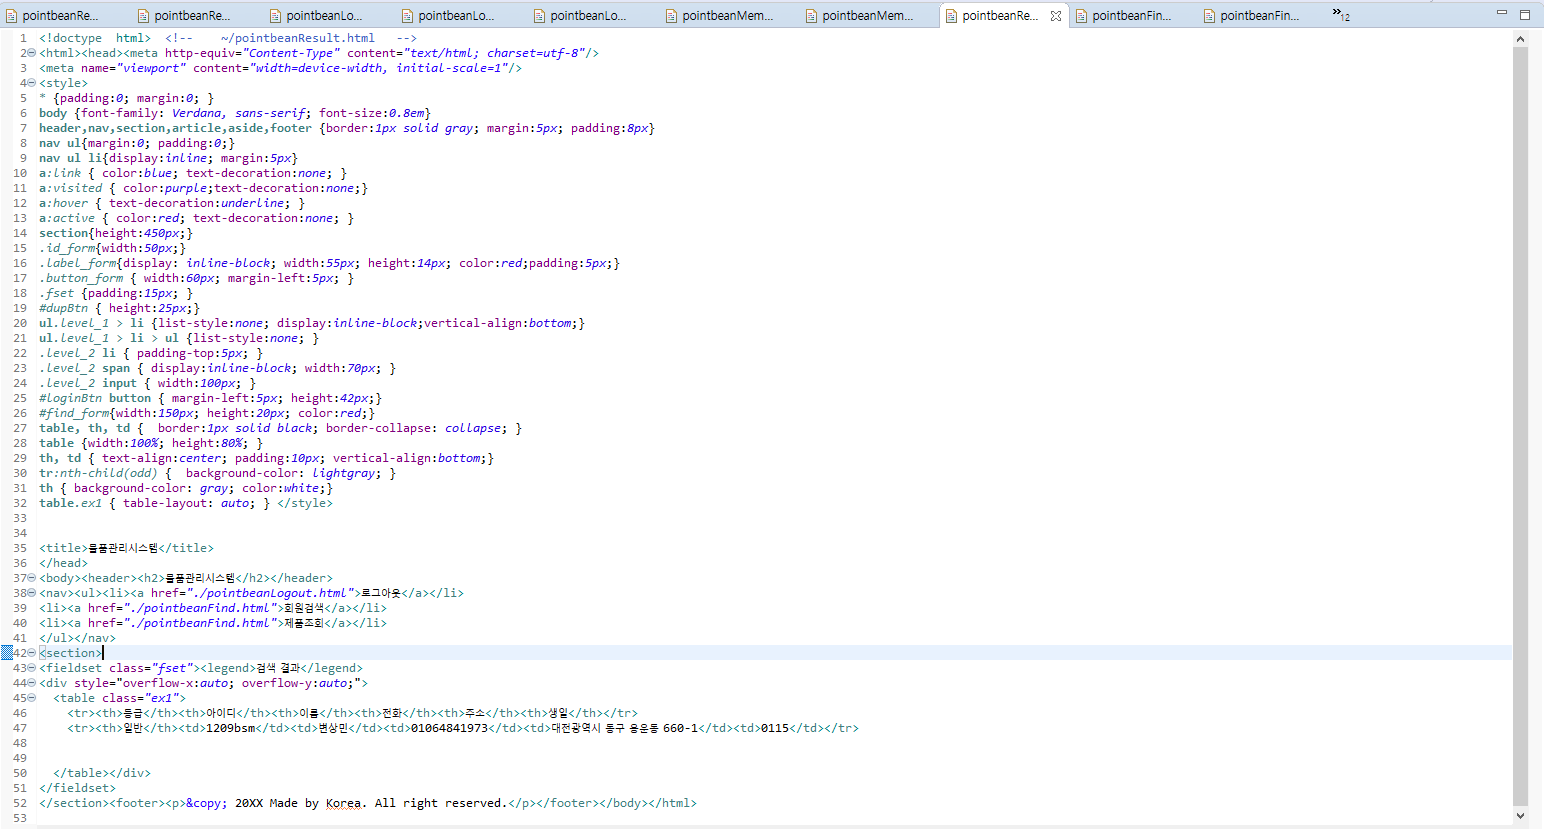 pointbeanRe... pointbeanRe... pointbeanLo... pointbeanLo... pointbeanLo... pointbeanMem... pointbeanMem... pointbeanRe... pointbeanFin... pointbeanFin... »12
1 <!doctype  html>  <!--   ~/pointbeanResult.html   -->
2 <html><head><meta http-equiv="Content-Type" content="text/html; charset=utf-8"/>
3 <meta name="viewport" content="width=device-width, initial-scale=1"/>
4 <style>
5 * {padding:0; margin:0; }
6 body {font-family: Verdana, sans-serif; font-size:0.8em}
7 header,nav,section,article,aside,footer {border:1px solid gray; margin:5px; padding:8px}
8 nav ul{margin:0; padding:0;}
9 nav ul li{display:inline; margin:5px}
10 a:link { color:blue; text-decoration:none; }
11 a:visited { color:purple;text-decoration:none;}
12 a:hover { text-decoration:underline; }
13 a:active { color:red; text-decoration:none; }
14 section{height:450px;}
15 .id_form{width:50px;}
16 .label_form{display: inline-block; width:55px; height:14px; color:red;padding:5px;}
17 .button_form { width:60px; margin-left:5px; }
18 .fset {padding:15px; }
19 #dupBtn { height:25px;}
20 ul.level_1 > li {list-style:none; display:inline-block;vertical-align:bottom;}
21 ul.level_1 > li > ul {list-style:none; }
22 .level_2 li { padding-top:5px; }
23 .level_2 span { display:inline-block; width:70px; }
24 .level_2 input { width:100px; }
25 #loginBtn button { margin-left:5px; height:42px;}
26 #find_form{width:150px; height:20px; color:red;}
27 table, th, td {  border:1px solid black; border-collapse: collapse; }
28 table {width:100%; height:80%; }
29 th, td { text-align:center; padding:10px; vertical-align:bottom;}
30 tr:nth-child(odd) {  background-color: lightgray; }
31 th { background-color: gray; color:white;}
32 table.ex1 { table-layout: auto; } </style>
33
34
35 <title>물품관리시스템</title>
36 </head>
37 <body><header><h2>물품관리시스템</h2></header>
38 <nav><ul><li><a href="./pointbeanLogout.html">로그아웃</a></li>
39 <li><a href="./pointbeanFind.html">회원검색</a></li>
40 <li><a href="./pointbeanFind.html">제품조회</a></li>
41 </ul></nav>
42 <section>
43 <fieldset class="fset"><legend>검색 결과</legend>
44 <div style="overflow-x:auto; overflow-y:auto;">
45   <table class="ex1">
46     <tr><th>등급</th><th>아이디</th><th>이름</th><th>전화</th><th>주소</th><th>생일</th></tr>
47     <tr><th>일반</th><td>1209bsm</td><td>변상민</td><td>01064841973</td><td>대전광역시 동구 용운동 660-1</td><td>0115</td></tr>
48
49
50   </table></div>
51 </fieldset>
52 </section><footer><p>&copy; 20XX Made by Korea. All right reserved.</p></footer></body></html>
53